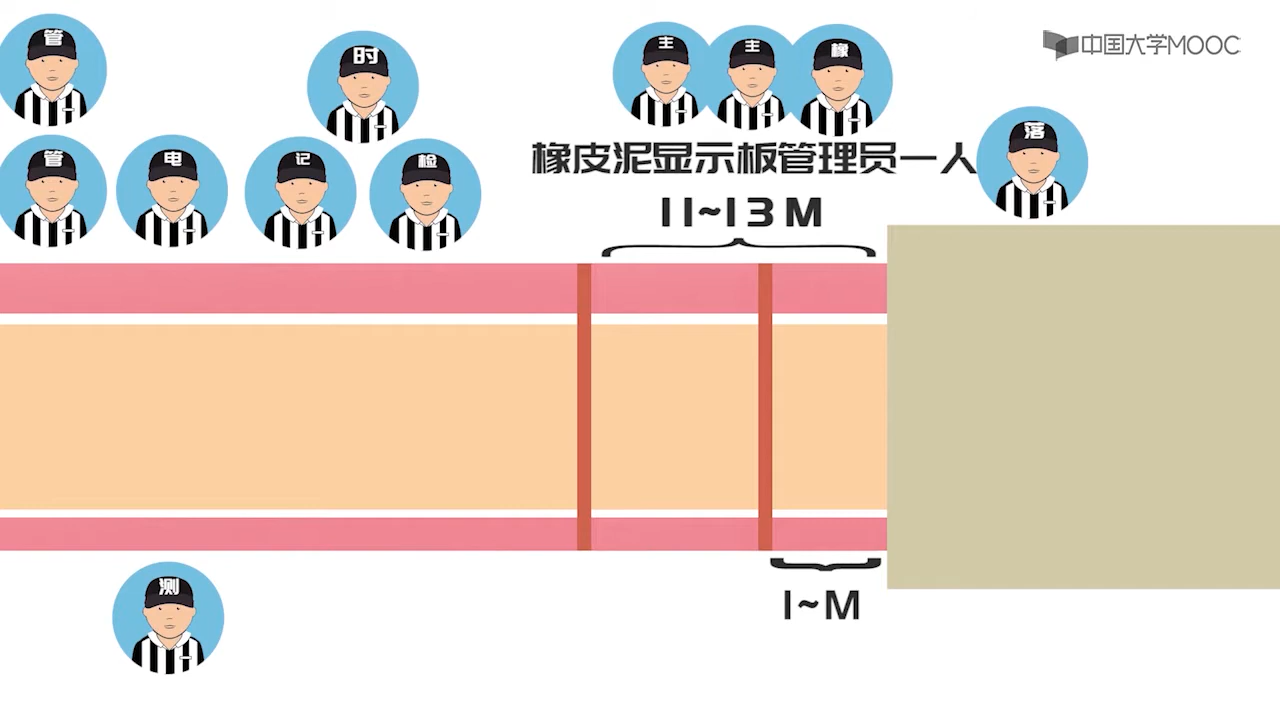 管
时
主
主
橡
中国大学MOOC
管
电
记
检
橡皮泥显示板管理员一人
落
11~13M
测
1~M